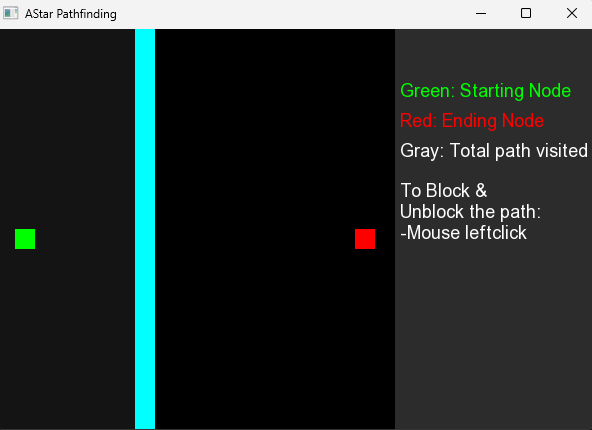 AStar Pathfinding
Green: Starting Node
Red: Ending Node
Gray: Total path visited
To Block &
Unblock the path:
-Mouse leftclick